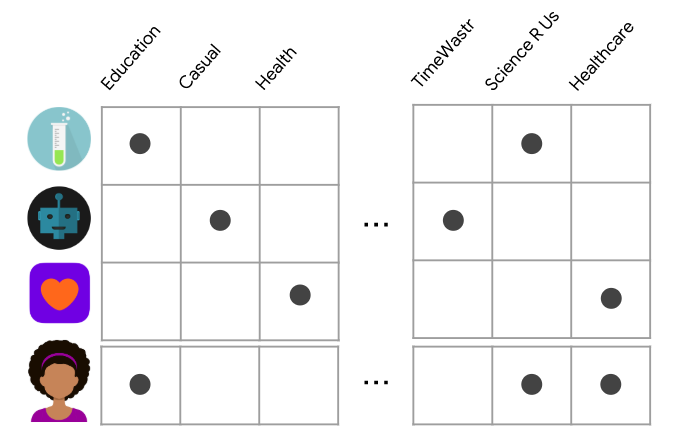 Education
Casual
Health
TimeWastr
Science R Us
Healthcare
...
...